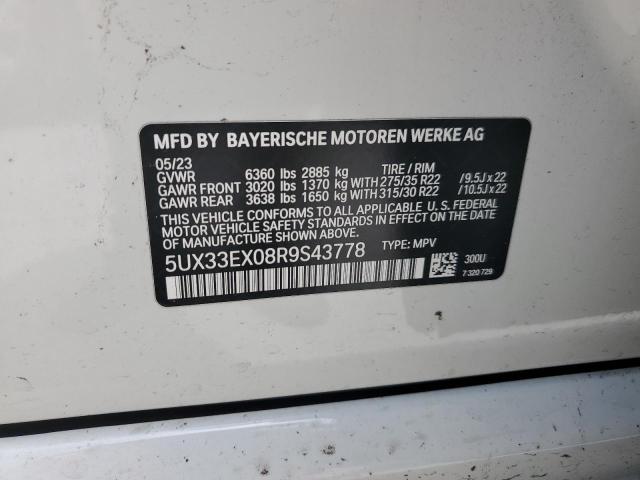 MFD BY BAYERISCHE MOTOREN WERKE AG
05/23
GVWR 6360 lbs 2885 kg TIRE / RIM
GAWR FRONT 3020 lbs 1370 kg WITH 275/35 R22 / 9.5J x 22
GAWR REAR 3638 lbs 1650 kg WITH 315/30 R22 / 10.5J x 22
THIS VEHICLE CONFORMS TO ALL APPLICABLE U. S. FEDERAL
MOTOR VEHICLE SAFETY STANDARDS IN EFFECT ON THE
DATE OF MANUFACTURE SHOWN ABOVE.
5UX33EX08R9S43778 TYPE: MPV
300U
7 320 729